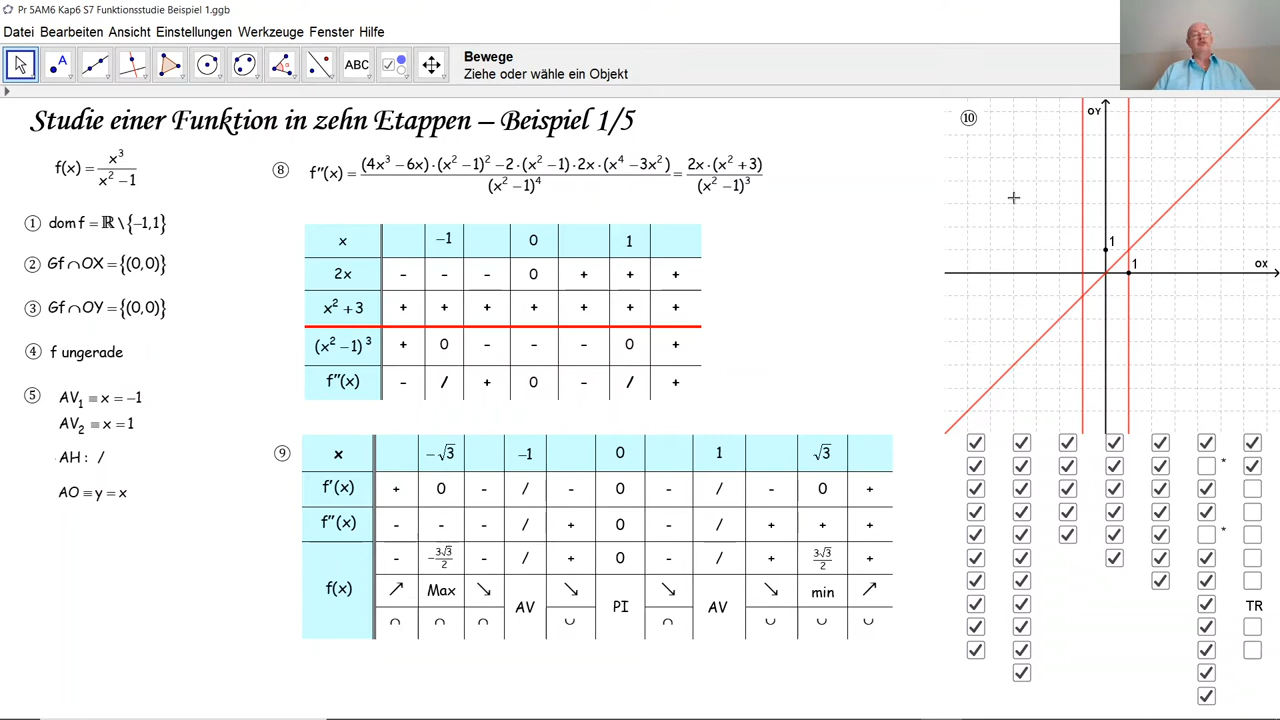 Pr 5AM6 Kap6 S7 Funktionsstudie Beispiel 1.ggb
Datei Bearbeiten Ansicht Einstellungen Werkzeuge Fenster Hilfe
A
ABC
Bewege
Ziehe oder wähle ein Objekt
Studie einer Funktion in zehn Etappen – Beispiel 1/5
f(x) = x³/(x² −1)
① dom f = ℝ \ {−1,1}
② Gf ∩ OX = {(0,0)}
③ Gf ∩ OY = {(0,0)}
④ f ungerade
⑤ AV₁ ≡ x = −1
AV₂ ≡ x = 1
AH : /
AO ≡ y = x
⑧ f''(x) = ((4x³ −6x)·(x² −1)² −2·(x² −1)·2x·(x⁴ −3x²))/(x² −1)⁴ = (2x·(x² +3))/(x² −1)³
x −1 0 1
2x - - - 0 + + +
x² +3 + + + + + + +
(x² −1)³ + 0 - - - 0 +
f''(x) - / + 0 - / +
⑨ x −√3 −1 0 1 √3
f'(x) + 0 - / - 0 - / - 0 +
f''(x) - - - / + 0 - / + + +
f(x) - −3√3/2 - / + 0 - / + 3√3/2 +
↗ Max ↘ AV ↘ PI ↘ AV ↘ min ↗
∩ ∩ ∩ ∪ ∩ ∪ ∪ ∪
⑩
OY
1
1
OX
*
*
TR